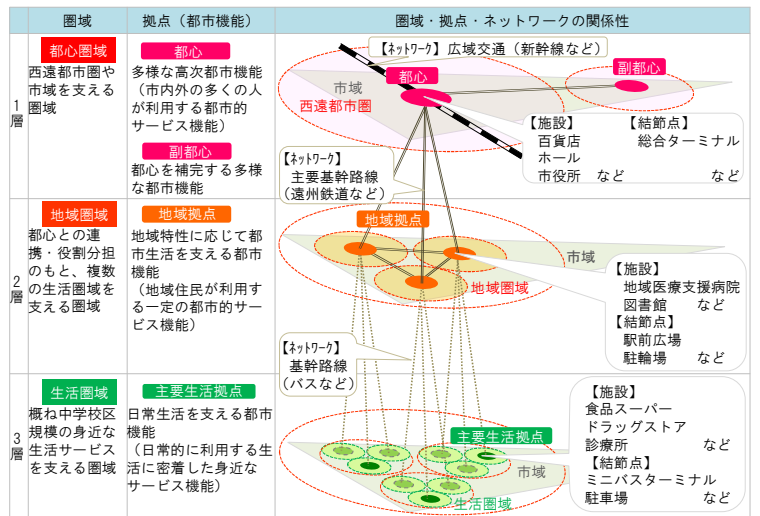 圏域
拠点（都市機能）
圏域・拠点・ネットワークの関係性
1
層
都心圏域
西遠都市圏や
市域を支える
圏域
都心
多様な高次都市機能
（市内外の多くの人
が利用する都市的
サービス機能）
副都心
都心を補完する多様
な都市機能
【ﾈｯﾄﾜｰｸ】広域交通（新幹線など）
都心
副都心
市域
西遠都市圏
【施設】
百貨店
ホール
市役所　など
【結節点】
総合ターミナル
など
【ﾈｯﾄﾜｰｸ】
主要基幹路線
（遠州鉄道など）
2
層
地域圏域
都心との連
携・役割分担
のもと、複数
の生活圏域を
支える圏域
地域拠点
地域特性に応じて都
市生活を支える都市
機能
（地域住民が利用す
る一定の都市的サー
ビス機能）
地域拠点
市域
地域圏域
【施設】
地域医療支援病院
図書館　など
【結節点】
駅前広場
駐輪場　など
【ﾈｯﾄﾜｰｸ】
基幹路線
（バスなど）
3
層
生活圏域
概ね中学校区
規模の身近な
生活サービス
を支える圏域
主要生活拠点
日常生活を支える都市
機能
（日常的に利用する生
活に密着した身近な
サービス機能）
主要生活拠点
市域
生活圏域
【施設】
食品スーパー
ドラッグストア
診療所　など
【結節点】
ミニバスターミナル
駐車場　など